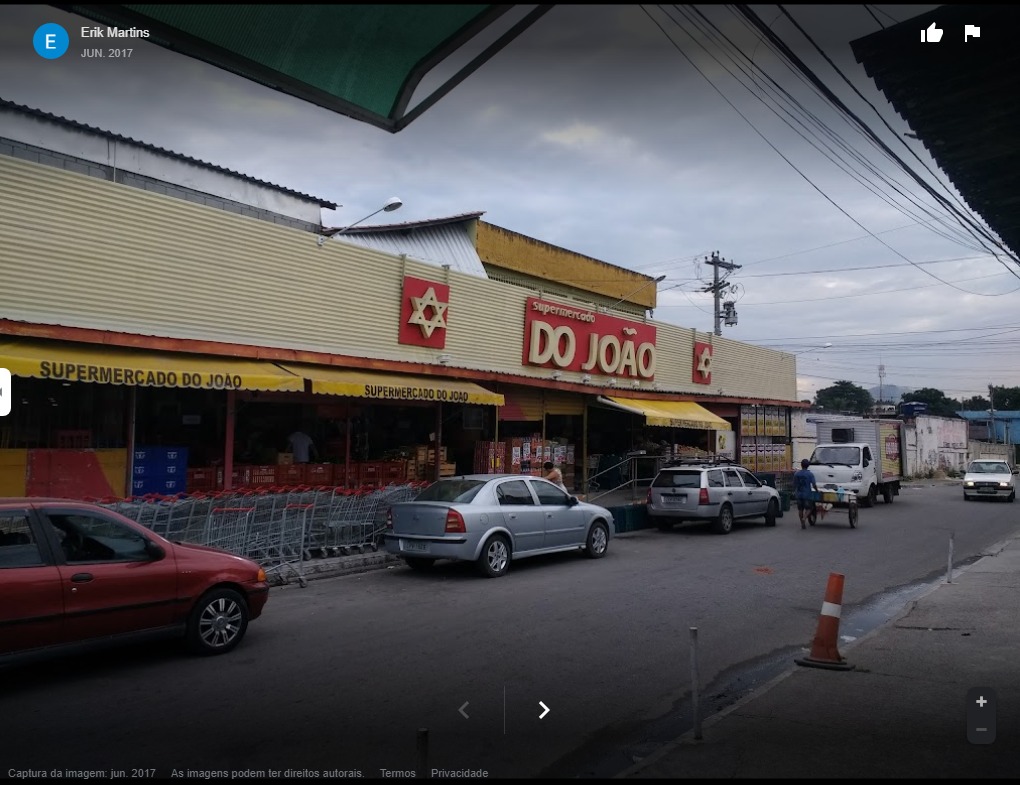 E
Erik Martins
JUN. 2017
supermercado
DO JOÃO
SUPERMERCADO DO JOÃO
SUPERMERCADO DO JOÃO
Captura da imagem: jun. 2017 As imagens podem ter direitos autorais. Termos Privacidade